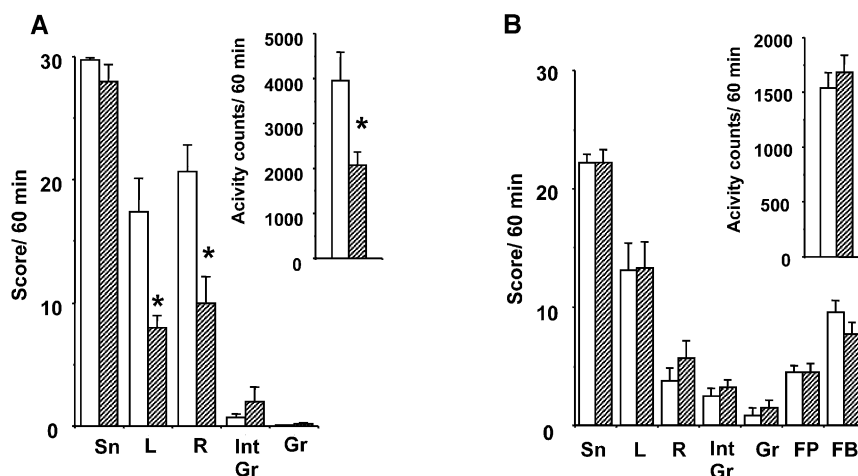 A
Score/ 60 min
30
20
10
0
Sn L R Int Gr Gr
*
*
Acivity counts/ 60 min
5000
4000
3000
2000
1000
0
*
B
Score/ 60 min
30
20
10
0
Sn L R Int Gr Gr FP FB
Acivity counts/ 60 min
2000
1500
1000
500
0